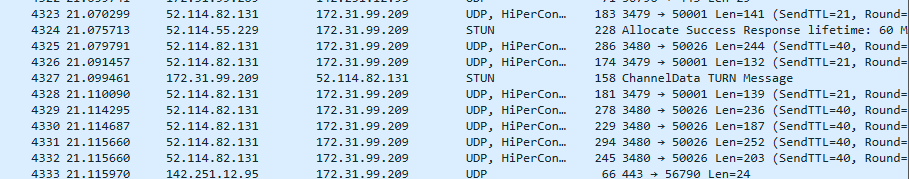 4323 21.070299 52.114.82.131 172.31.99.209 UDP, HiPerCon… 183 3479 → 50001 Len=141 (SendTTL=21, Round=
4324 21.075713 52.114.55.229 STUN 228 Allocate Success Response lifetime: 60 M
4325 21.079791 52.114.82.131 172.31.99.209 UDP, HiPerCon… 286 3480 → 50026 Len=244 (SendTTL=40, Round=
4326 21.091457 52.114.82.131 172.31.99.209 UDP, HiPerCon… 174 3479 → 50001 Len=132 (SendTTL=21, Round=
4327 21.099461 172.31.99.209 52.114.82.131 STUN 158 ChannelData TURN Message
4328 21.110090 52.114.82.131 172.31.99.209 UDP, HiPerCon… 181 3479 → 50001 Len=139 (SendTTL=21, Round=
4329 21.114295 52.114.82.131 172.31.99.209 UDP, HiPerCon… 278 3480 → 50026 Len=236 (SendTTL=40, Round=
4330 21.114687 52.114.82.131 172.31.99.209 UDP, HiPerCon… 229 3480 → 50026 Len=187 (SendTTL=40, Round=
4331 21.115660 52.114.82.131 172.31.99.209 UDP, HiPerCon… 294 3480 → 50026 Len=252 (SendTTL=40, Round=
4332 21.115660 52.114.82.131 172.31.99.209 UDP, HiPerCon… 245 3480 → 50026 Len=203 (SendTTL=40, Round=
4333 21.115970 142.251.12.95 172.31.99.209 UDP 66 443 → 56790 Len=24